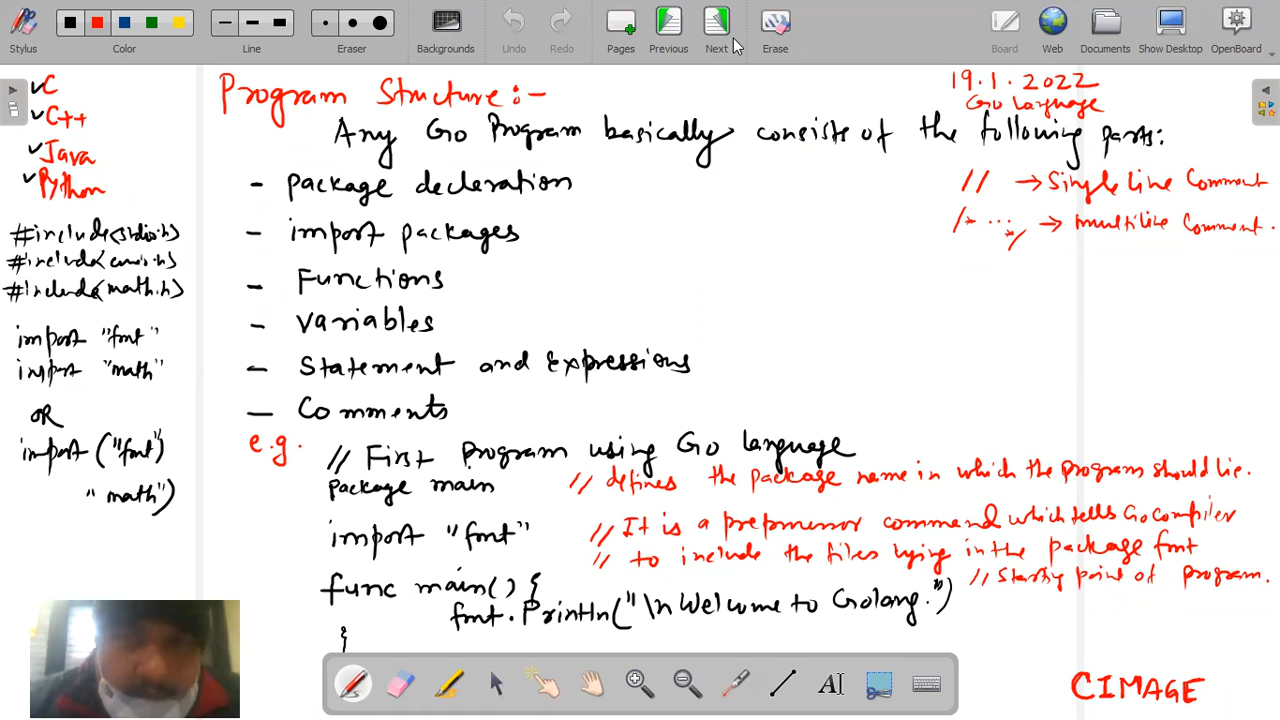 Stylus
Color
Line
Eraser
Backgrounds
Undo
Redo
Pages
Previous
Next
Erase
Board
Web
Documents
Show Desktop
OpenBoard
C
C++
Java
Python
#include<stdio.h>
#include<conio.h>
#include<math.h>
import "fmt"
import "math"
OR
import ("fmt")
"math")
19.1.2022
Go language
Program Structure:-
Any Go Program basically consists of the following parts:
- package decleration
- import packages
- Functions
- Variables
- Statement and Expressions
- Comments
// → Single Line Comment
/* ... */ → multiline Comment.
e.g.
// First Program using Go language
package main // defines the package name in which the program should lie.
import "fmt" // It is a preprocessor command which tells Go compiler
// to include the files lying in the package fmt
func main() { // Starting point of program.
fmt.Println("\n Welcome to Golang.")
}
CIMAGE